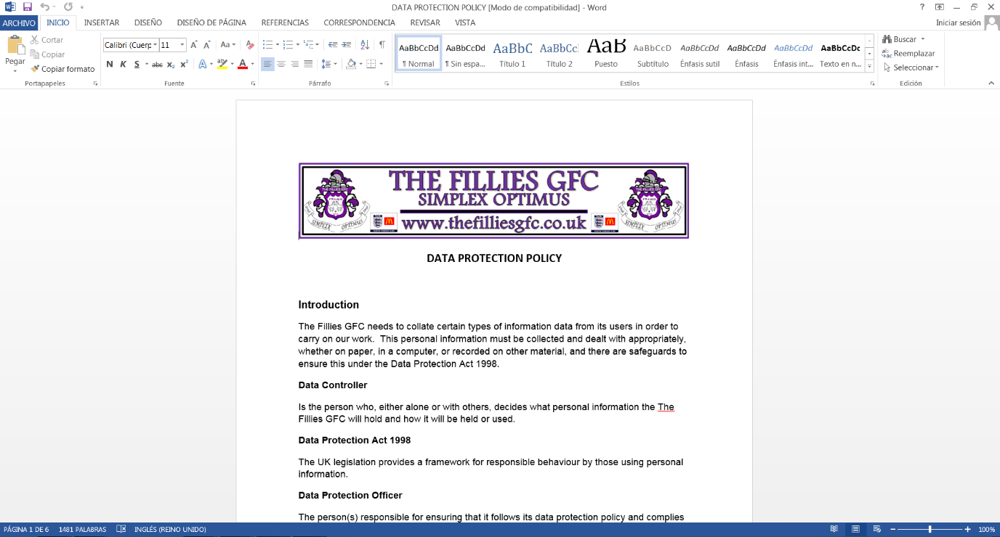 DATA PROTECTION POLICY [Modo de compatibilidad] - Word
ARCHIVO INICIO INSERTAR DISEÑO DISEÑO DE PÁGINA REFERENCIAS CORRESPONDENCIA REVISAR VISTA Iniciar sesión
Pegar
Cortar
Copiar
Copiar formato
Portapapeles
Calibri (Cuerp 11
N K S abc x₂ x² A A
Fuente
Párrafo
AaBbCcDd AaBbCcDd AaBbC AaBbCc AaB AaBbCcD AaBbCcDd AaBbCcDd AaBbCcDd AaBbCcDc
¶ Normal ¶ Sin espa... Título 1 Título 2 Puesto Subtítulo Énfasis sutil Énfasis Énfasis int... Texto en n...
Estilos
Buscar
Reemplazar
Seleccionar
Edición
THE FILLIES GFC
SIMPLEX OPTIMUS
www.thefilliesgfc.co.uk
SIMPLEX OPTIMUS
SIMPLEX OPTIMUS
DATA PROTECTION POLICY
Introduction
The Fillies GFC needs to collate certain types of information data from its users in order to
carry on our work.  This personal information must be collected and dealt with appropriately,
whether on paper, in a computer, or recorded on other material, and there are safeguards to
ensure this under the Data Protection Act 1998.
Data Controller
Is the person who, either alone or with others, decides what personal information the The
Fillies GFC will hold and how it will be held or used.
Data Protection Act 1998
The UK legislation provides a framework for responsible behaviour by those using personal
information.
Data Protection Officer
The person(s) responsible for ensuring that it follows its data protection policy and complies
PÁGINA 1 DE 6 1481 PALABRAS INGLÉS (REINO UNIDO) 100%